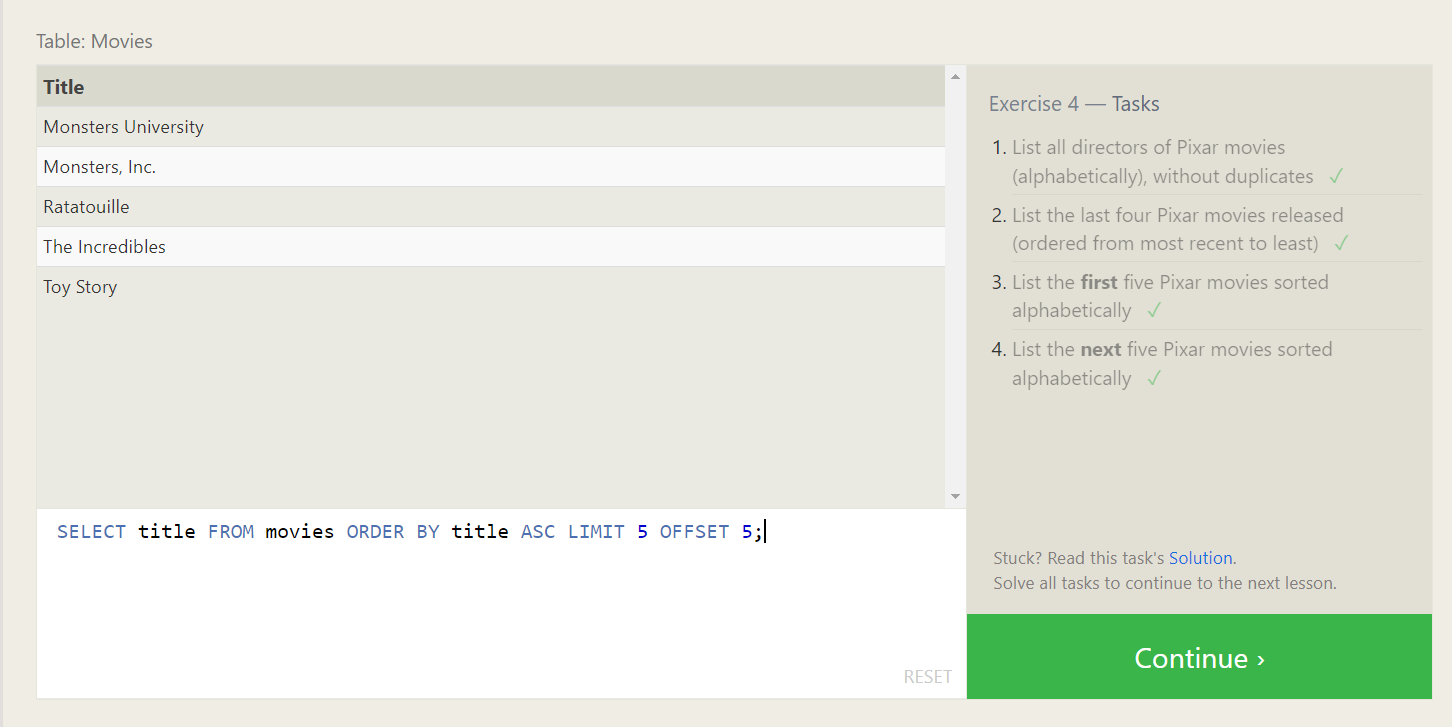 Table: Movies
Title
Monsters University
Monsters, Inc.
Ratatouille
The Incredibles
Toy Story
SELECT title FROM movies ORDER BY title ASC LIMIT 5 OFFSET 5;
RESET
Exercise 4 — Tasks
1. List all directors of Pixar movies
(alphabetically), without duplicates ✓
2. List the last four Pixar movies released
(ordered from most recent to least) ✓
3. List the first five Pixar movies sorted
alphabetically ✓
4. List the next five Pixar movies sorted
alphabetically ✓
Stuck? Read this task's Solution.
Solve all tasks to continue to the next lesson.
Continue ›